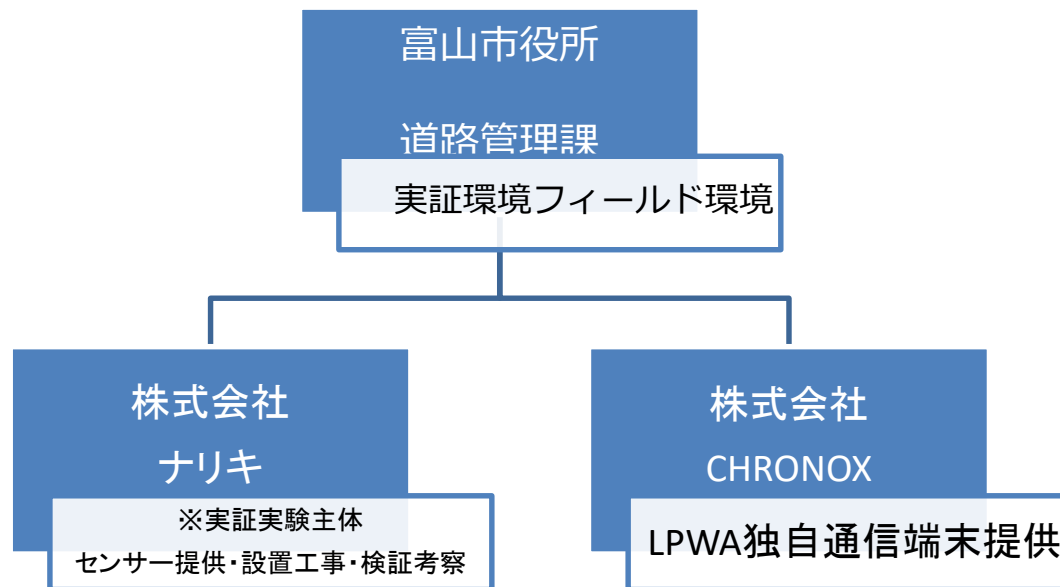 富山市役所
道路管理課
実証環境フィールド環境
株式会社
ナリキ
※実証実験主体
センサー提供・設置工事・検証考察
株式会社
CHRONOX
LPWA独自通信端末提供